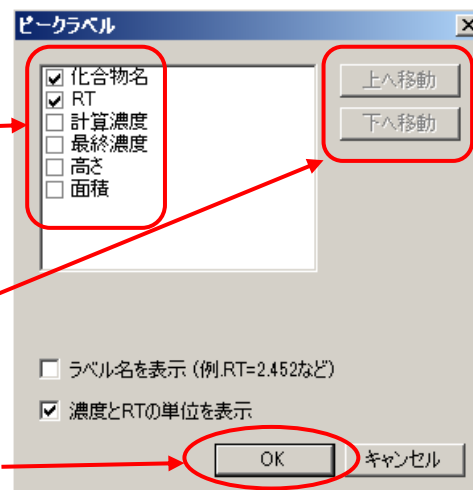 ピークラベル
化合物名
RT
計算濃度
最終濃度
高さ
面積
上へ移動
下へ移動
ラベル名を表示 (例.RT=2.452など)
濃度とRTの単位を表示
OK キャンセル